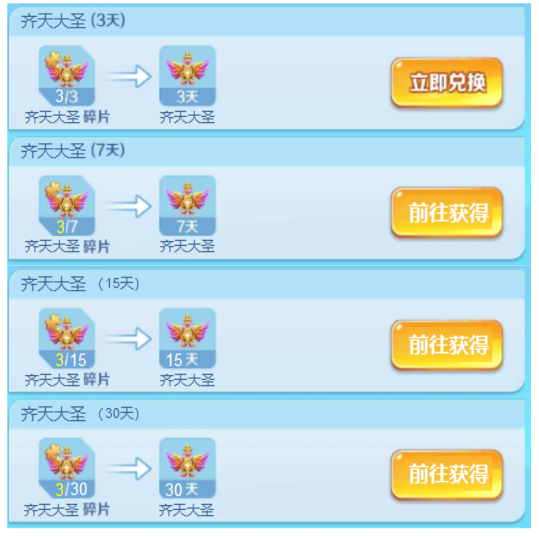 齐天大圣 (3天)
3/3
3天
立即兑换
齐天大圣 碎片
齐天大圣
齐天大圣 (7天)
3/7
7天
前往获得
齐天大圣 碎片
齐天大圣
齐天大圣 （15天）
3/15
15天
前往获得
齐天大圣 碎片
齐天大圣
齐天大圣 （30天）
3/30
30天
前往获得
齐天大圣 碎片
齐天大圣